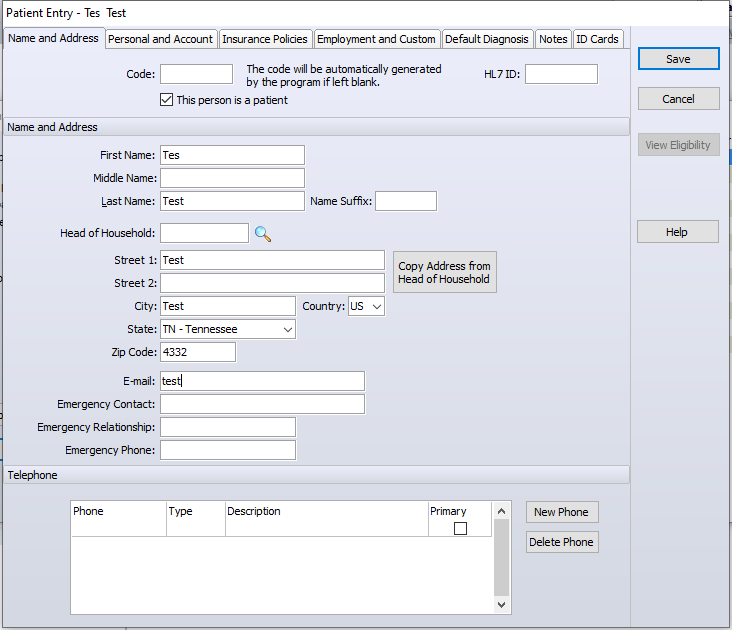 Patient Entry - Tes  Test
Name and Address
Personal and Account
Insurance Policies
Employment and Custom
Default Diagnosis
Notes
ID Cards
Code:
The code will be automatically generated
by the program if left blank.
HL7 ID:
This person is a patient
Save
Cancel
View Eligibility
Help
Name and Address
First Name: Tes
Middle Name:
Last Name: Test
Name Suffix:
Head of Household:
Street 1: Test
Street 2:
Copy Address from
Head of Household
City: Test
Country: US
State: TN - Tennessee
Zip Code: 4332
E-mail: test
Emergency Contact:
Emergency Relationship:
Emergency Phone:
Telephone
Phone
Type
Description
Primary
New Phone
Delete Phone